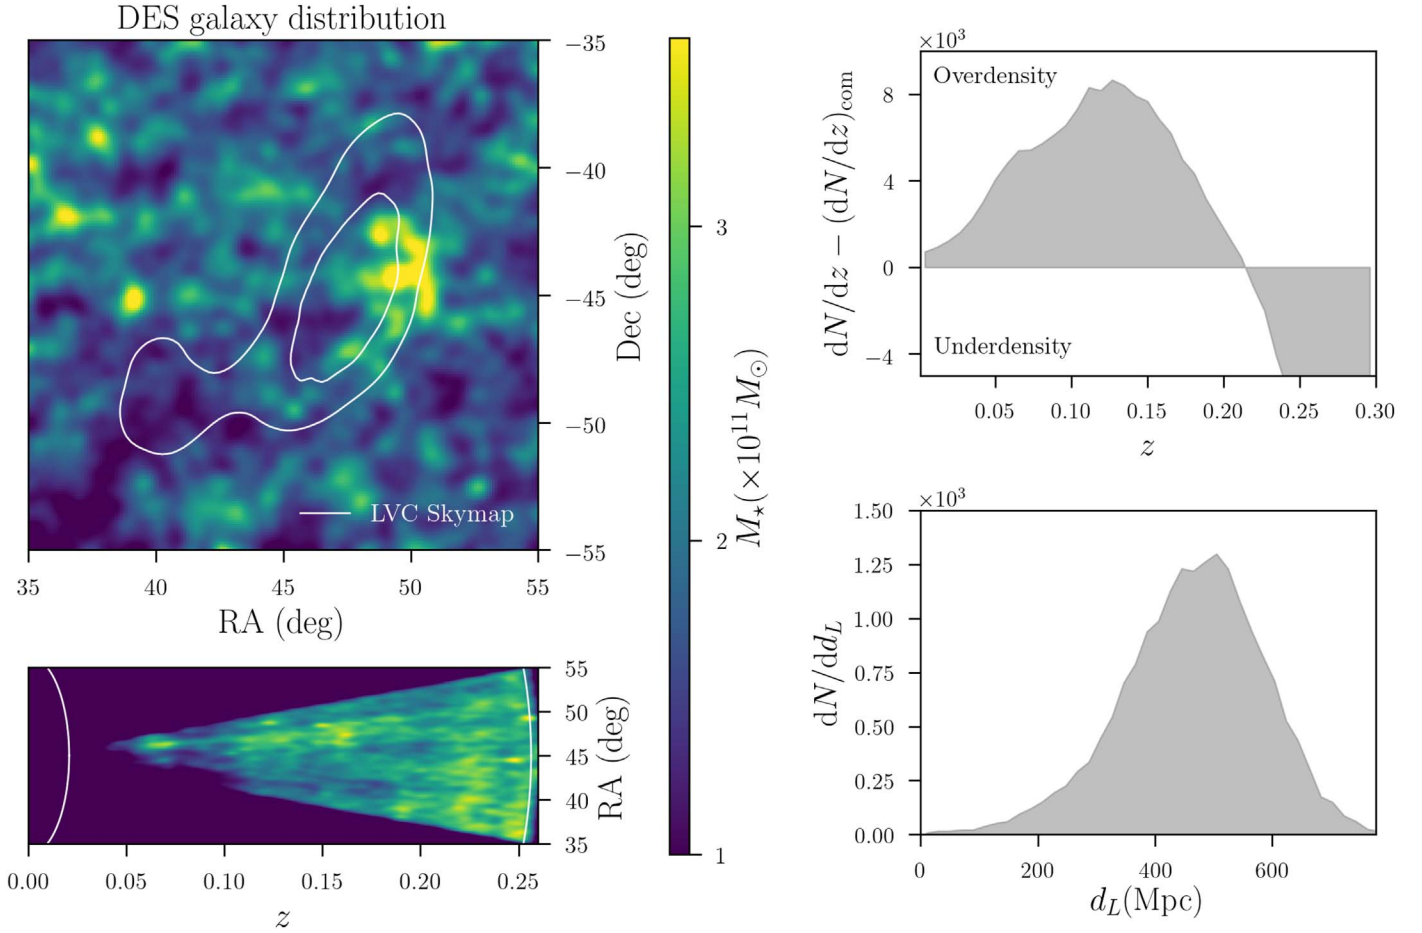 DES galaxy distribution
−35
−40
−45
−50
−55
Dec (deg)
LVC Skymap
35 40 45 50 55
RA (deg)
55
50
45
40
35
RA (deg)
0.00 0.05 0.10 0.15 0.20 0.25
z
3
2
1
M⋆(×10¹¹M⊙)
×10³
Overdensity
8
4
0
−4
dN/dz − (dN/dz)com
Underdensity
0.05 0.10 0.15 0.20 0.25 0.30
z
×10³
1.50
1.25
1.00
0.75
0.50
0.25
0.00
dN/ddL
0 200 400 600
dL(Mpc)